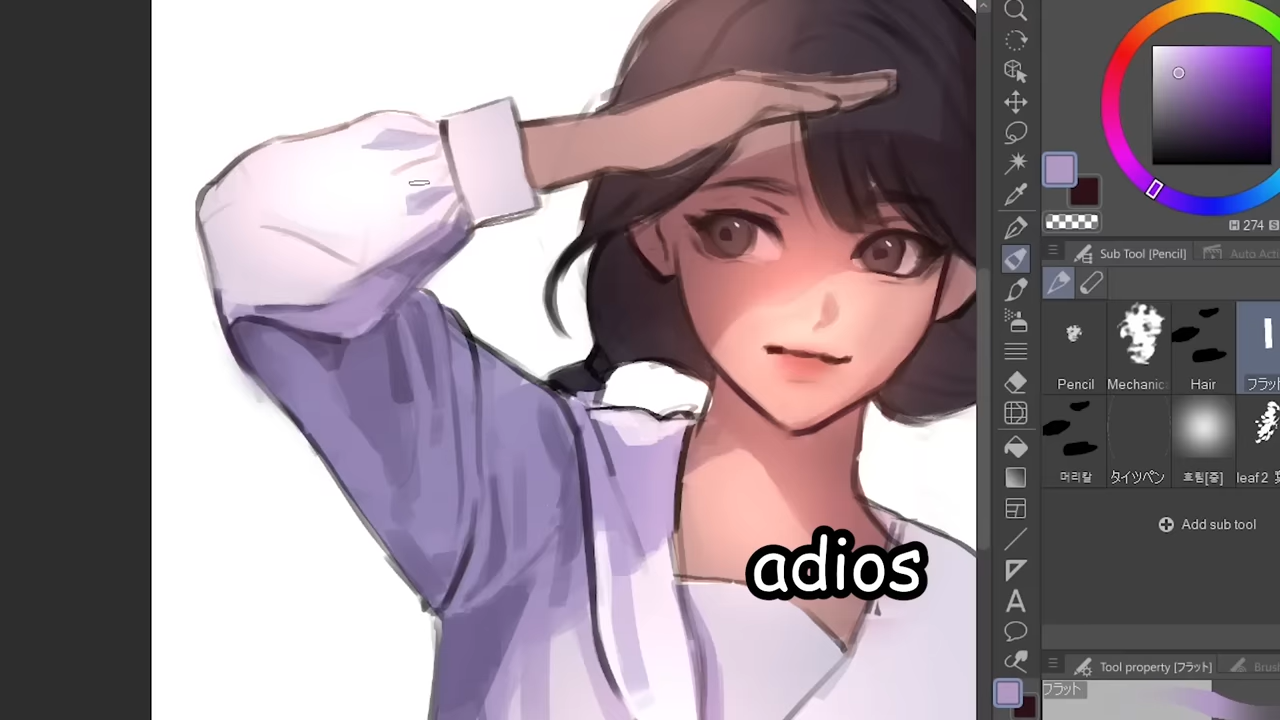 adios
274
Sub Tool [Pencil]
Auto Acti
Pencil
Mechanic
Hair
フラット
머리칼
タイツペン
흐림[중]
leaf2
Add sub tool
Tool property [フラット]
Brus
フラット